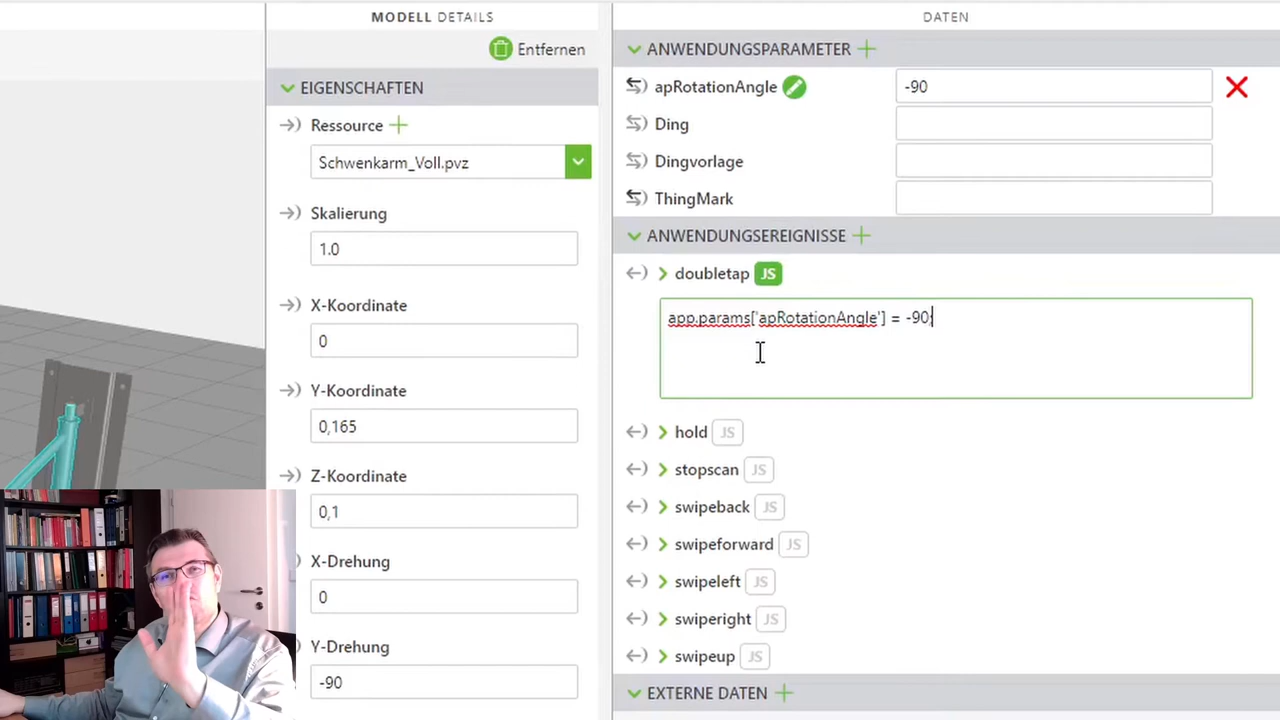 MODELL DETAILS
Entfernen
EIGENSCHAFTEN
Ressource
Schwenkarm_Voll.pvz
Skalierung
1.0
X-Koordinate
0
Y-Koordinate
0,165
Z-Koordinate
0,1
X-Drehung
0
Y-Drehung
-90
DATEN
ANWENDUNGSPARAMETER
apRotationAngle
-90
Ding
Dingvorlage
ThingMark
ANWENDUNGSEREIGNISSE
doubletap JS
app.params['apRotationAngle'] = -90;
hold JS
stopscan JS
swipeback JS
swipeforward JS
swipeleft JS
swiperight JS
swipeup JS
EXTERNE DATEN